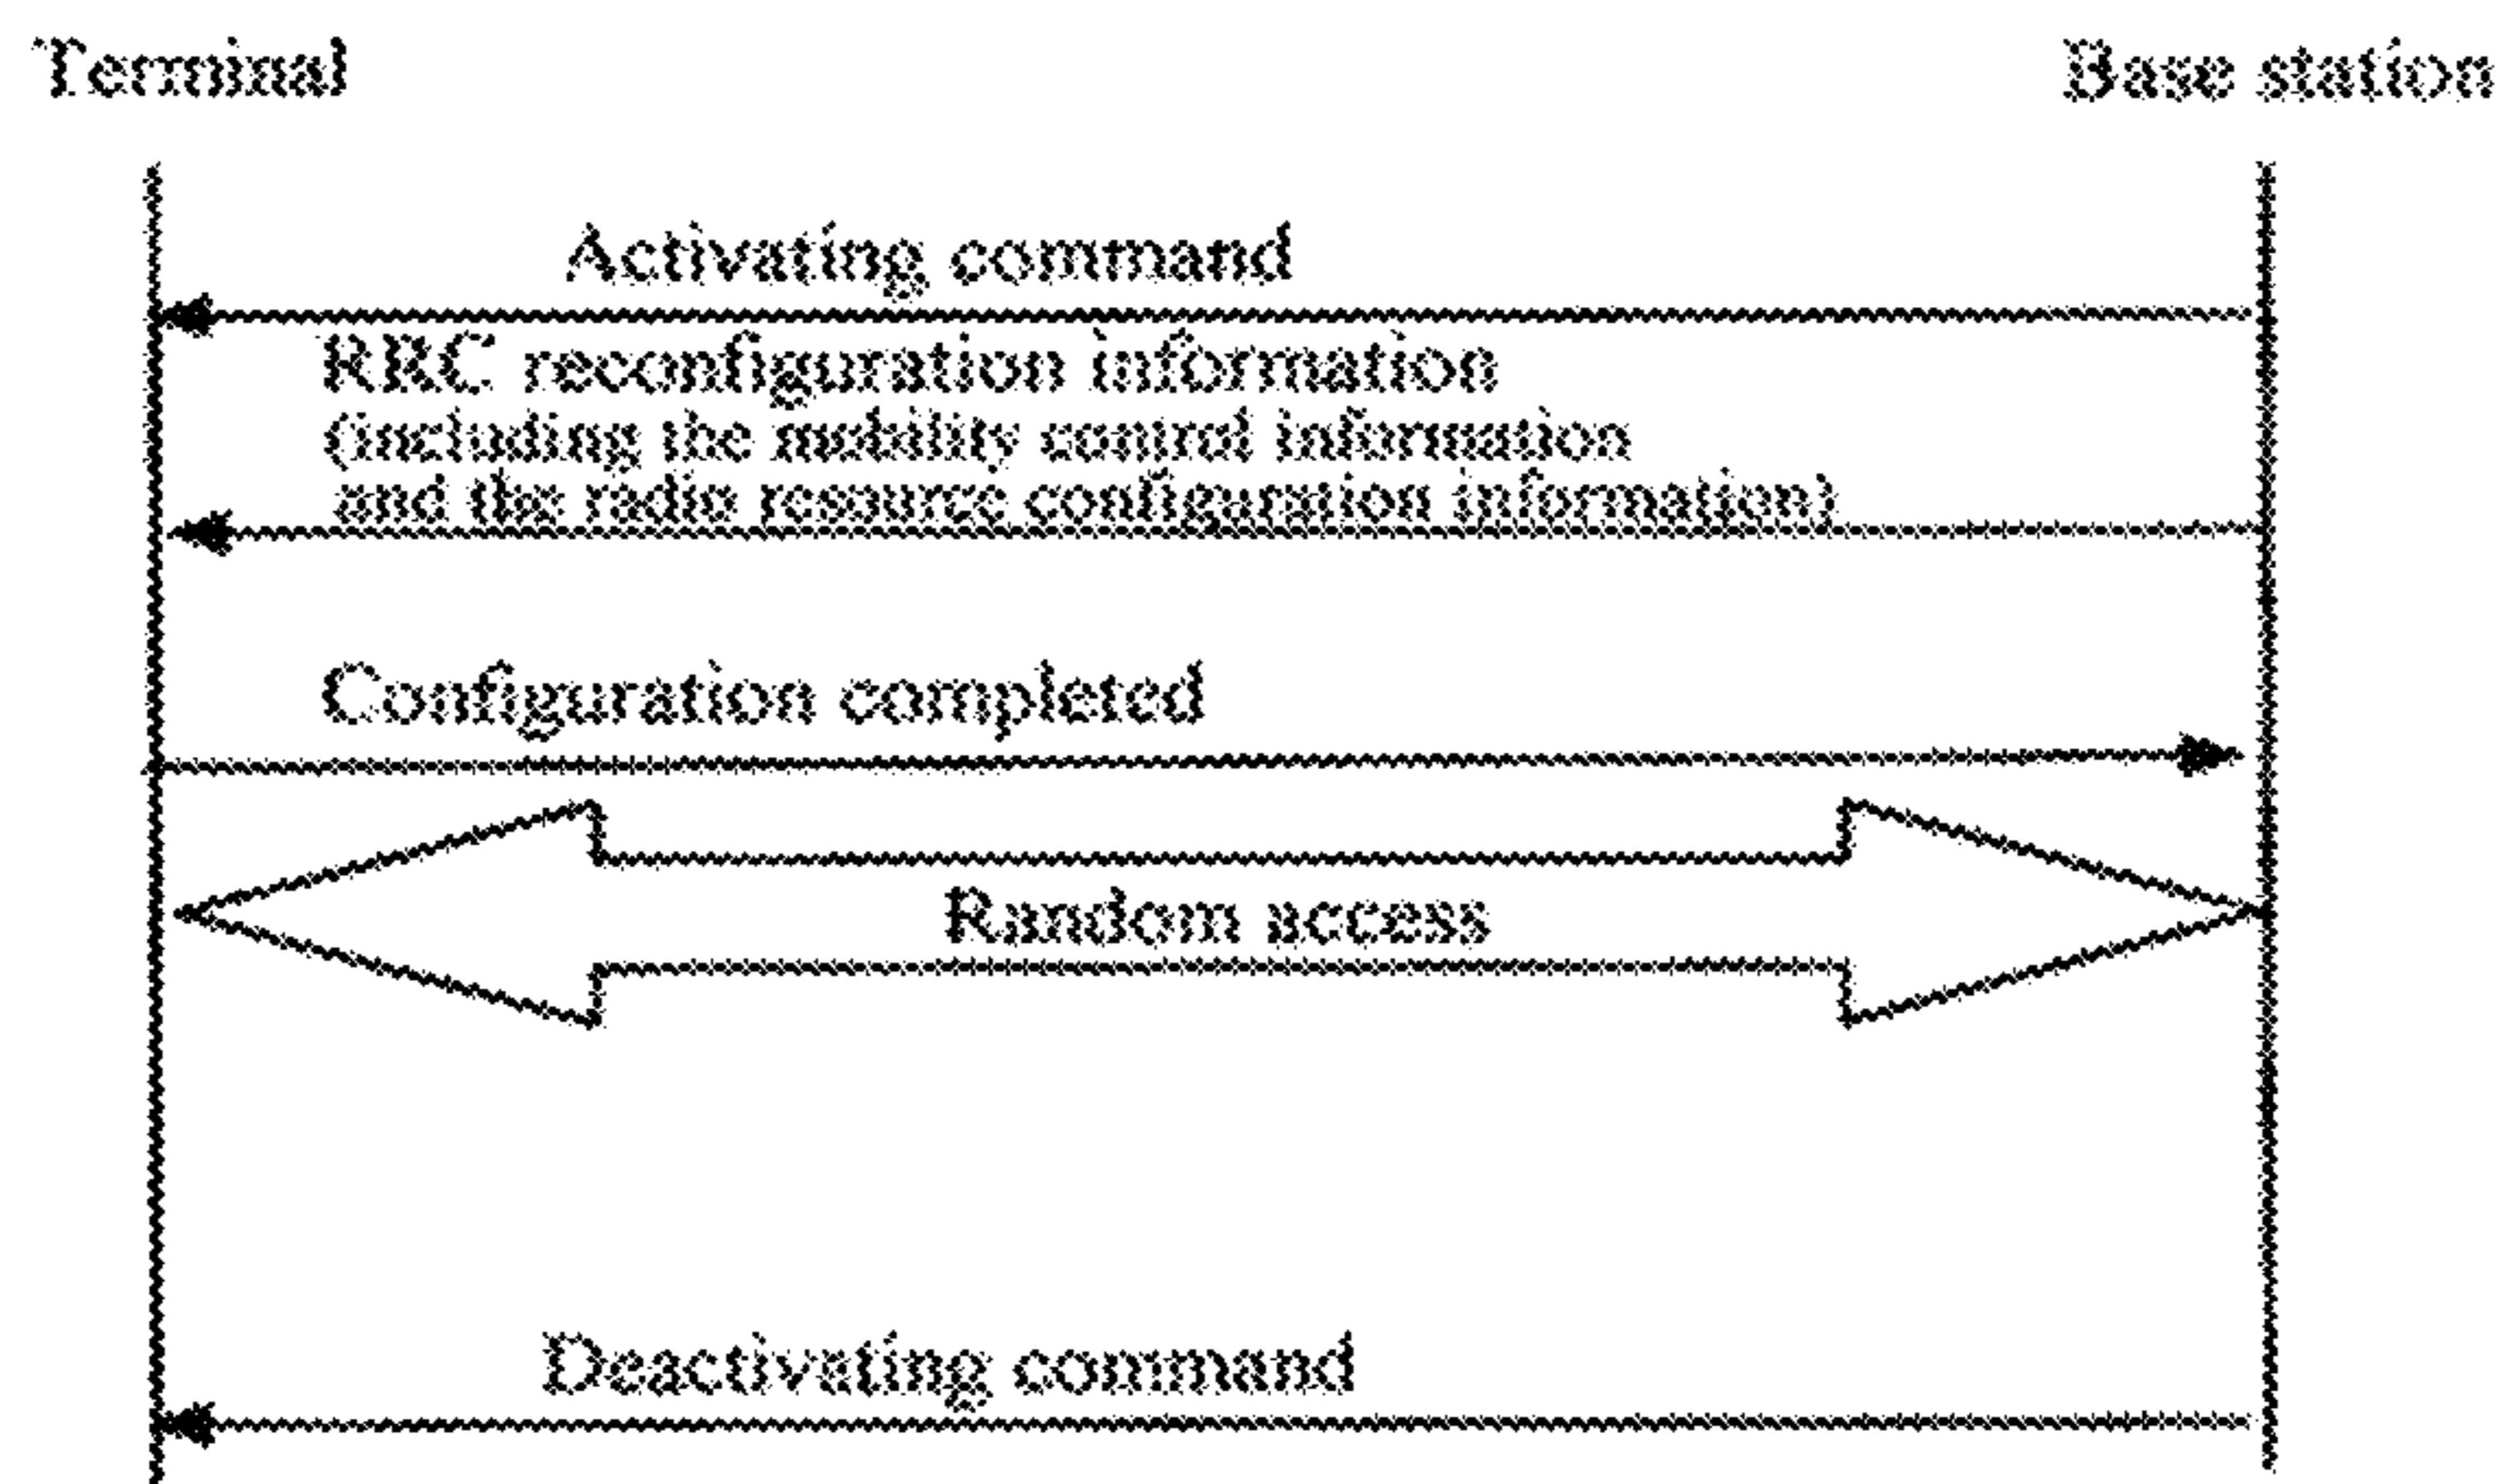 Terminal
Base station
Activating command
RRC reconfiguration information
(including the mobility control information
and the radio resource configuration information)
Configuration completed
Random access
Deactivating command